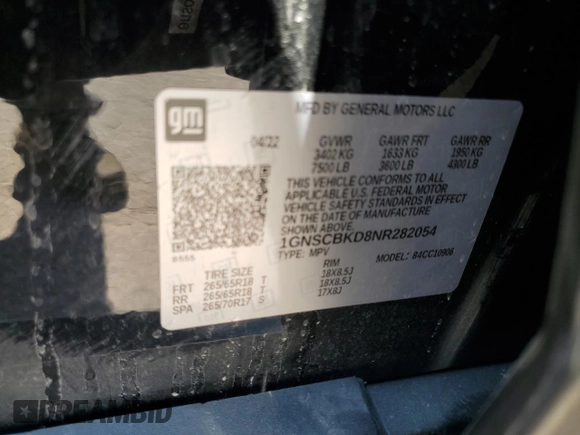 gm
MFD BY GENERAL MOTORS LLC
04/22 GVWR GAWR FRT GAWR RR
3402 KG 1633 KG 1950 KG
7500 LB 3600 LB 4300 LB
THIS VEHICLE CONFORMS TO ALL
APPLICABLE U.S. FEDERAL MOTOR
VEHICLE SAFETY STANDARDS IN EFFECT
ON THE DATE OF MANUFACTURE
SHOWN ABOVE.
1GNSCBKD8NR282054
TYPE: MPV MODEL: 84CC10906
6555
TIRE SIZE RIM
FRT 265/65R18 T 18X8.5J
RR 265/65R18 T 18X8.5J
SPA 265/70R17 S 17X8J
DREAMBID